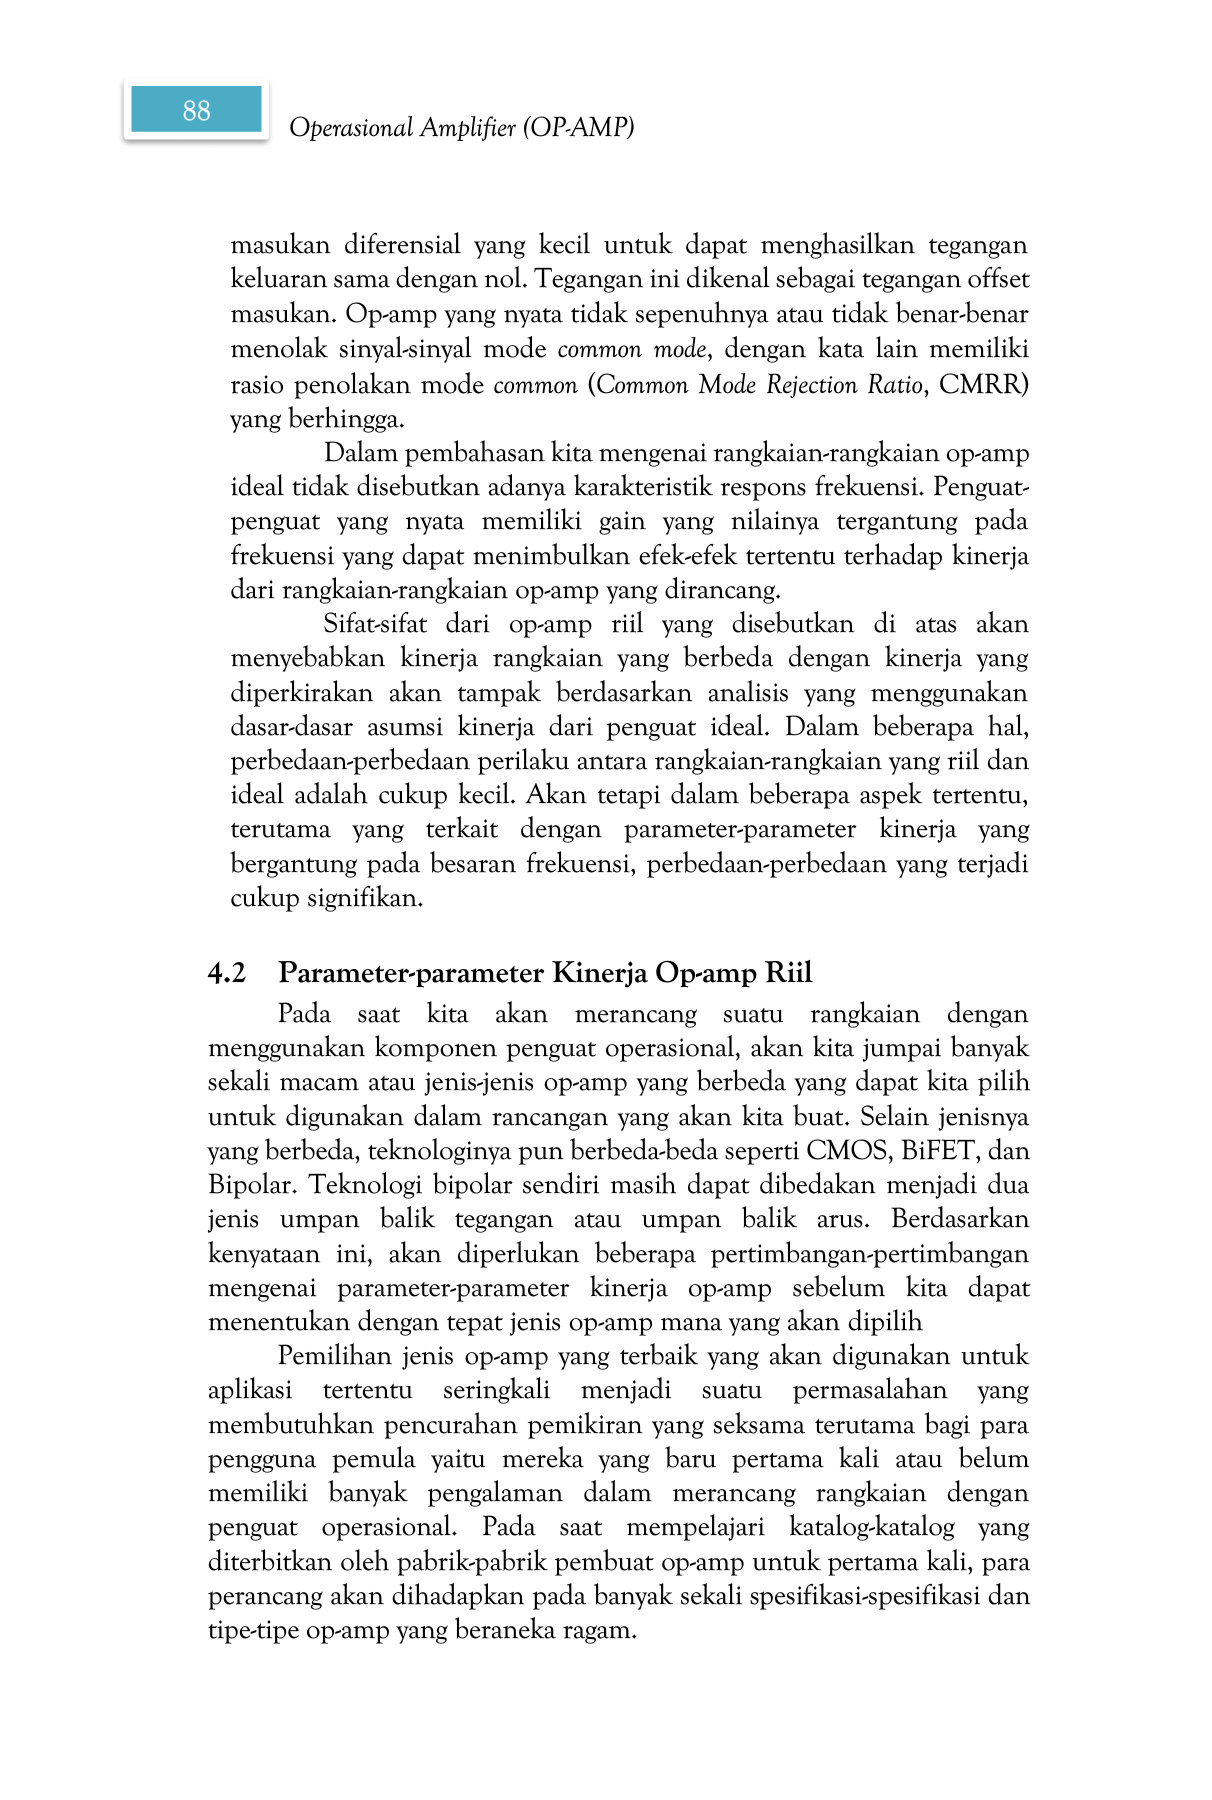 88
Operasional Amplifier (OP-AMP)
masukan diferensial yang kecil untuk dapat menghasilkan tegangan
keluaran sama dengan nol. Tegangan ini dikenal sebagai tegangan offset
masukan. Op-amp yang nyata tidak sepenuhnya atau tidak benar-benar
menolak sinyal-sinyal mode common mode, dengan kata lain memiliki
rasio penolakan mode common (Common Mode Rejection Ratio, CMRR)
yang berhingga.
Dalam pembahasan kita mengenai rangkaian-rangkaian op-amp
ideal tidak disebutkan adanya karakteristik respons frekuensi. Penguat-
penguat yang nyata memiliki gain yang nilainya tergantung pada
frekuensi yang dapat menimbulkan efek-efek tertentu terhadap kinerja
dari rangkaian-rangkaian op-amp yang dirancang.
Sifat-sifat dari op-amp riil yang disebutkan di atas akan
menyebabkan kinerja rangkaian yang berbeda dengan kinerja yang
diperkirakan akan tampak berdasarkan analisis yang menggunakan
dasar-dasar asumsi kinerja dari penguat ideal. Dalam beberapa hal,
perbedaan-perbedaan perilaku antara rangkaian-rangkaian yang riil dan
ideal adalah cukup kecil. Akan tetapi dalam beberapa aspek tertentu,
terutama yang terkait dengan parameter-parameter kinerja yang
bergantung pada besaran frekuensi, perbedaan-perbedaan yang terjadi
cukup signifikan.
4.2 Parameter-parameter Kinerja Op-amp Riil
Pada saat kita akan merancang suatu rangkaian dengan
menggunakan komponen penguat operasional, akan kita jumpai banyak
sekali macam atau jenis-jenis op-amp yang berbeda yang dapat kita pilih
untuk digunakan dalam rancangan yang akan kita buat. Selain jenisnya
yang berbeda, teknologinya pun berbeda-beda seperti CMOS, BiFET, dan
Bipolar. Teknologi bipolar sendiri masih dapat dibedakan menjadi dua
jenis umpan balik tegangan atau umpan balik arus. Berdasarkan
kenyataan ini, akan diperlukan beberapa pertimbangan-pertimbangan
mengenai parameter-parameter kinerja op-amp sebelum kita dapat
menentukan dengan tepat jenis op-amp mana yang akan dipilih
Pemilihan jenis op-amp yang terbaik yang akan digunakan untuk
aplikasi tertentu seringkali menjadi suatu permasalahan yang
membutuhkan pencurahan pemikiran yang seksama terutama bagi para
pengguna pemula yaitu mereka yang baru pertama kali atau belum
memiliki banyak pengalaman dalam merancang rangkaian dengan
penguat operasional. Pada saat mempelajari katalog-katalog yang
diterbitkan oleh pabrik-pabrik pembuat op-amp untuk pertama kali, para
perancang akan dihadapkan pada banyak sekali spesifikasi-spesifikasi dan
tipe-tipe op-amp yang beraneka ragam.